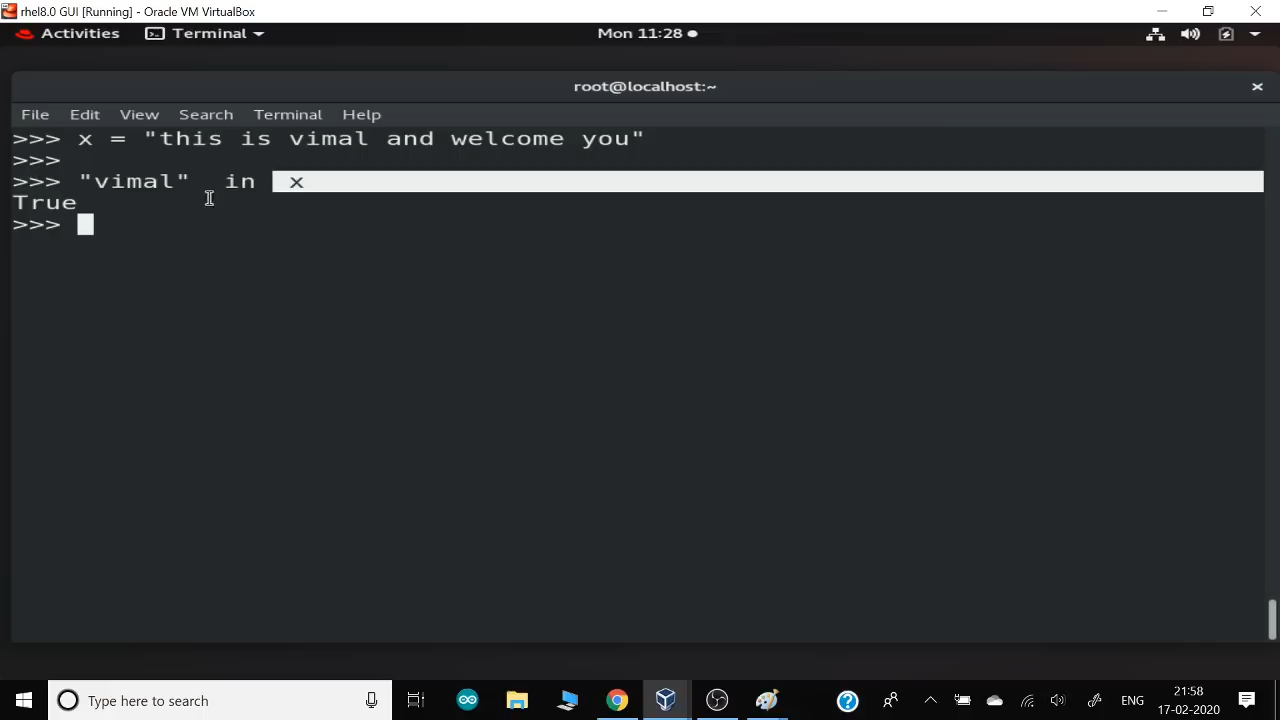 rhel8.0 GUI [Running] - Oracle VM VirtualBox
Activities Terminal Mon 11:28
root@localhost:~
File Edit View Search Terminal Help
>>> x = "this is vimal and welcome you"
>>>
>>> "vimal"  in  x
True
>>>
Type here to search
ENG
21:58
17-02-2020